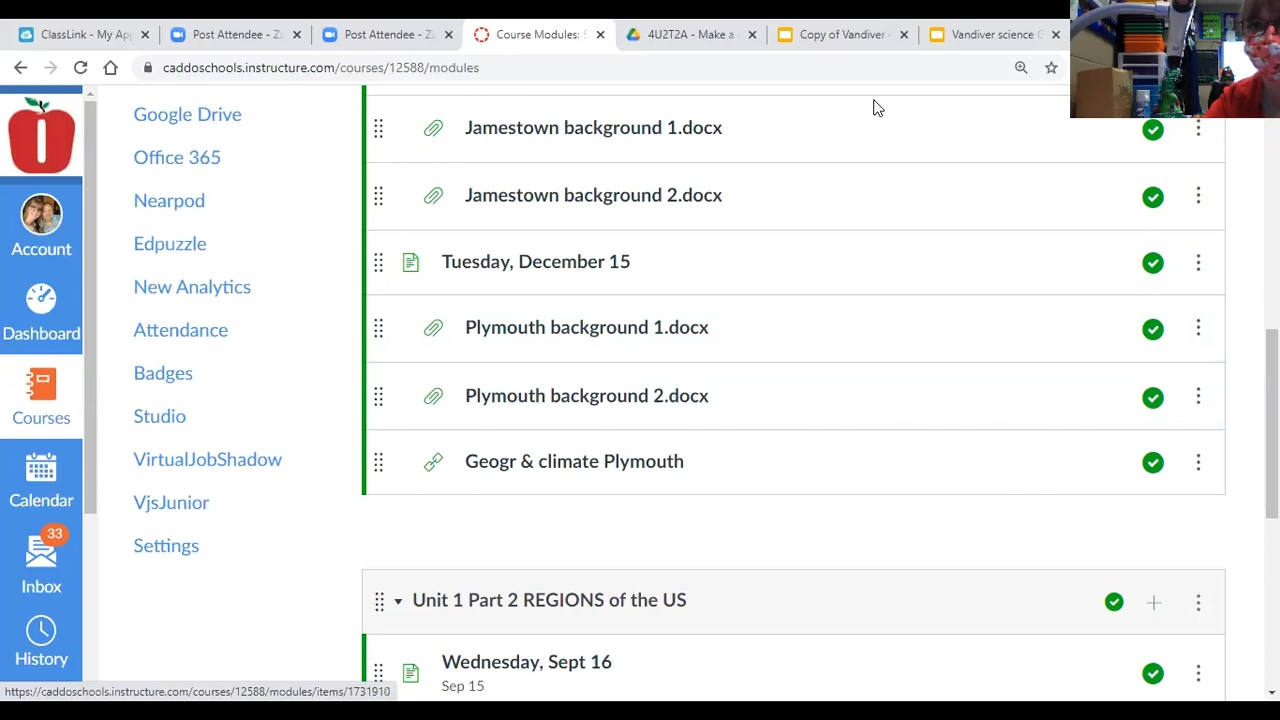 ClassLink - My App
Post Attendee - Zo
Post Attendee - Z
Course Modules: S
4U2T2A - Make a
Copy of Vandiver
Vandiver science G
caddoschools.instructure.com/courses/12588/modules
Google Drive
Office 365
Nearpod
Edpuzzle
New Analytics
Attendance
Badges
Studio
VirtualJobShadow
VjsJunior
Settings
Account
Dashboard
Courses
Calendar
33
Inbox
History
Jamestown background 1.docx
Jamestown background 2.docx
Tuesday, December 15
Plymouth background 1.docx
Plymouth background 2.docx
Geogr & climate Plymouth
Unit 1 Part 2 REGIONS of the US
Wednesday, Sept 16
Sep 15
https://caddoschools.instructure.com/courses/12588/modules/items/1731910